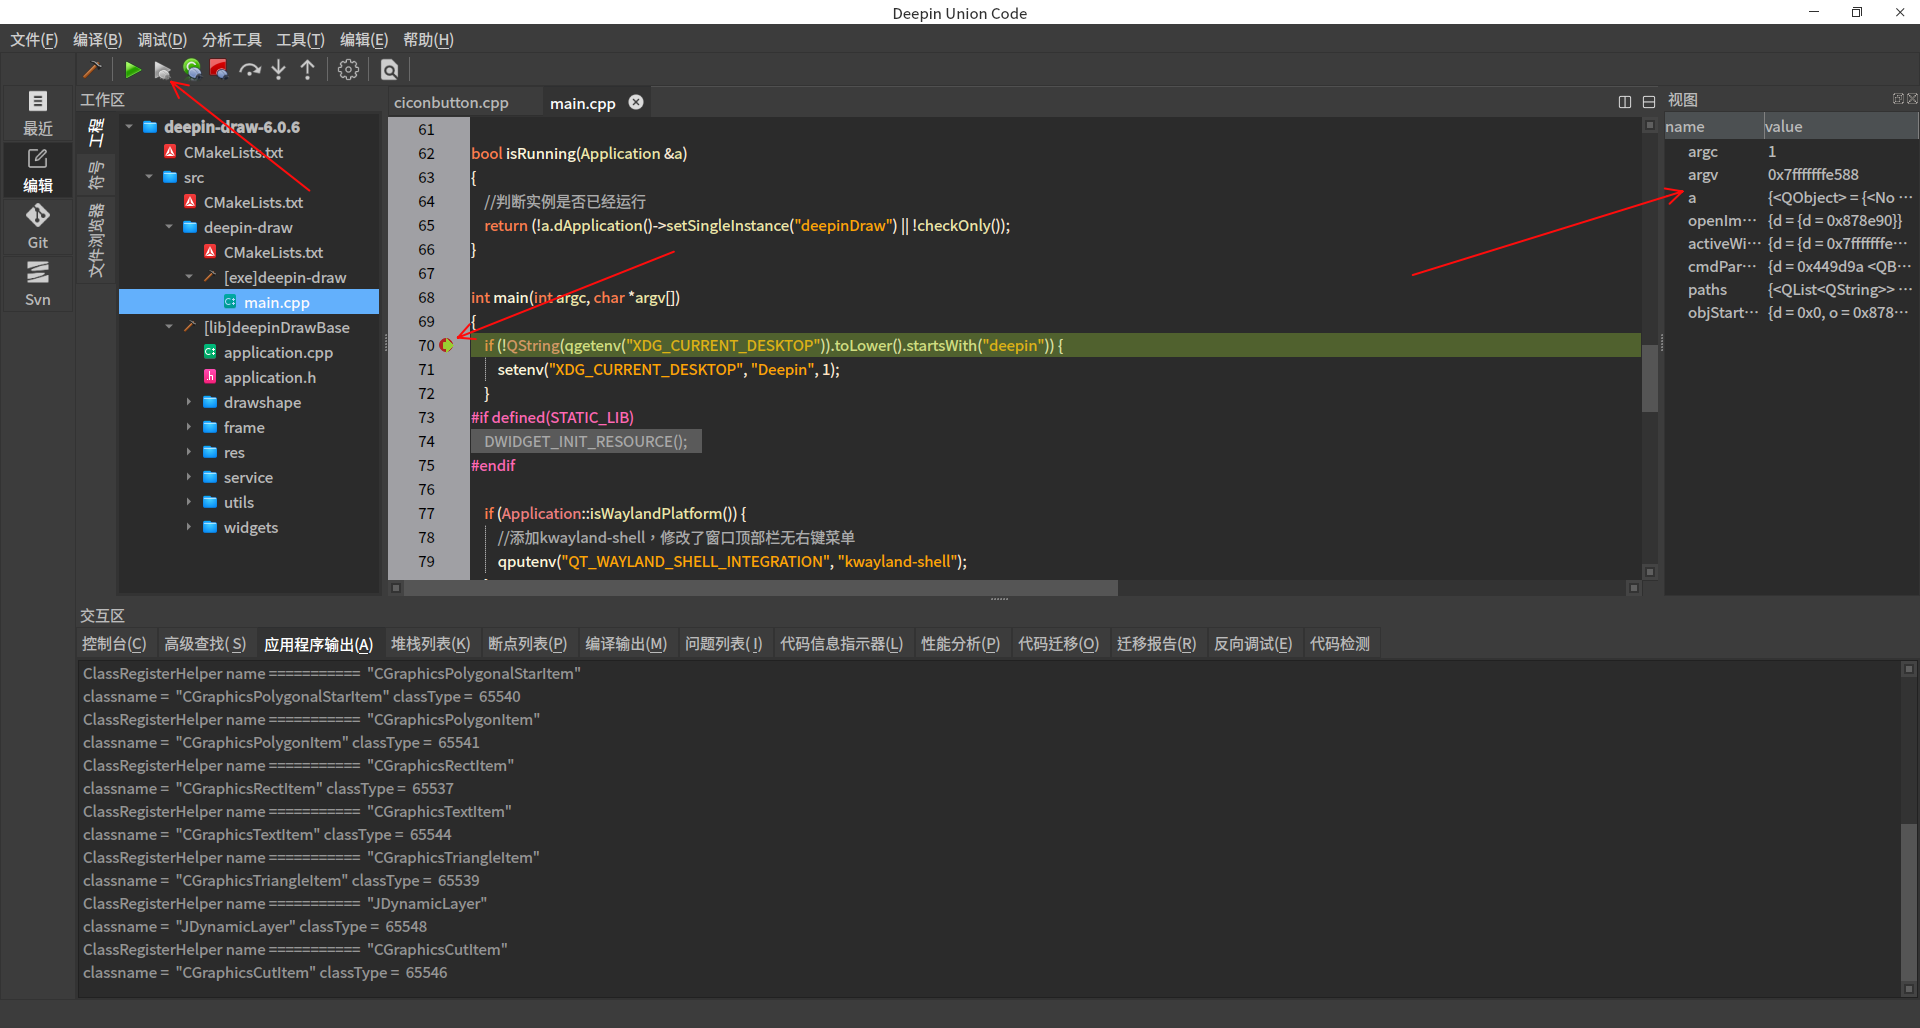 Deepin Union Code
文件(F) 编译(B) 调试(D) 分析工具 工具(T) 编辑(E) 帮助(H)
最近
编辑
Git
Svn
工作区
工程
符号
文件系统器
deepin-draw-6.0.6
CMakeLists.txt
src
CMakeLists.txt
deepin-draw
CMakeLists.txt
[exe]deepin-draw
main.cpp
[lib]deepinDrawBase
application.cpp
application.h
drawshape
frame
res
service
utils
widgets
ciconbutton.cpp main.cpp
61
62 bool isRunning(Application &a)
63 {
64 //判断实例是否已经运行
65 return (!a.dApplication()->setSingleInstance("deepinDraw") || !checkOnly());
66 }
67
68 int main(int argc, char *argv[])
69 {
70 if (!QString(qgetenv("XDG_CURRENT_DESKTOP")).toLower().startsWith("deepin")) {
71 setenv("XDG_CURRENT_DESKTOP", "Deepin", 1);
72 }
73 #if defined(STATIC_LIB)
74 DWIDGET_INIT_RESOURCE();
75 #endif
76
77 if (Application::isWaylandPlatform()) {
78 //添加kwayland-shell，修改了窗口顶部栏无右键菜单
79 qputenv("QT_WAYLAND_SHELL_INTEGRATION", "kwayland-shell");
视图
name value
argc 1
argv 0x7fffffffe588
a {<QObject> = {<No ···
openIm··· {d = {d = 0x878e90}}
activeWi··· {d = {d = 0x7fffffffe···
cmdPar··· {d = 0x449d9a <QB···
paths {<QList<QString>> ···
objStart··· {d = 0x0, o = 0x878···
交互区
控制台(C) 高级查找(S) 应用程序输出(A) 堆栈列表(K) 断点列表(P) 编译输出(M) 问题列表(I) 代码信息指示器(L) 性能分析(P) 代码迁移(O) 迁移报告(R) 反向调试(E) 代码检测
ClassRegisterHelper name =========== "CGraphicsPolygonalStarItem"
classname = "CGraphicsPolygonalStarItem" classType = 65540
ClassRegisterHelper name =========== "CGraphicsPolygonItem"
classname = "CGraphicsPolygonItem" classType = 65541
ClassRegisterHelper name =========== "CGraphicsRectItem"
classname = "CGraphicsRectItem" classType = 65537
ClassRegisterHelper name =========== "CGraphicsTextItem"
classname = "CGraphicsTextItem" classType = 65544
ClassRegisterHelper name =========== "CGraphicsTriangleItem"
classname = "CGraphicsTriangleItem" classType = 65539
ClassRegisterHelper name =========== "JDynamicLayer"
classname = "JDynamicLayer" classType = 65548
ClassRegisterHelper name =========== "CGraphicsCutItem"
classname = "CGraphicsCutItem" classType = 65546